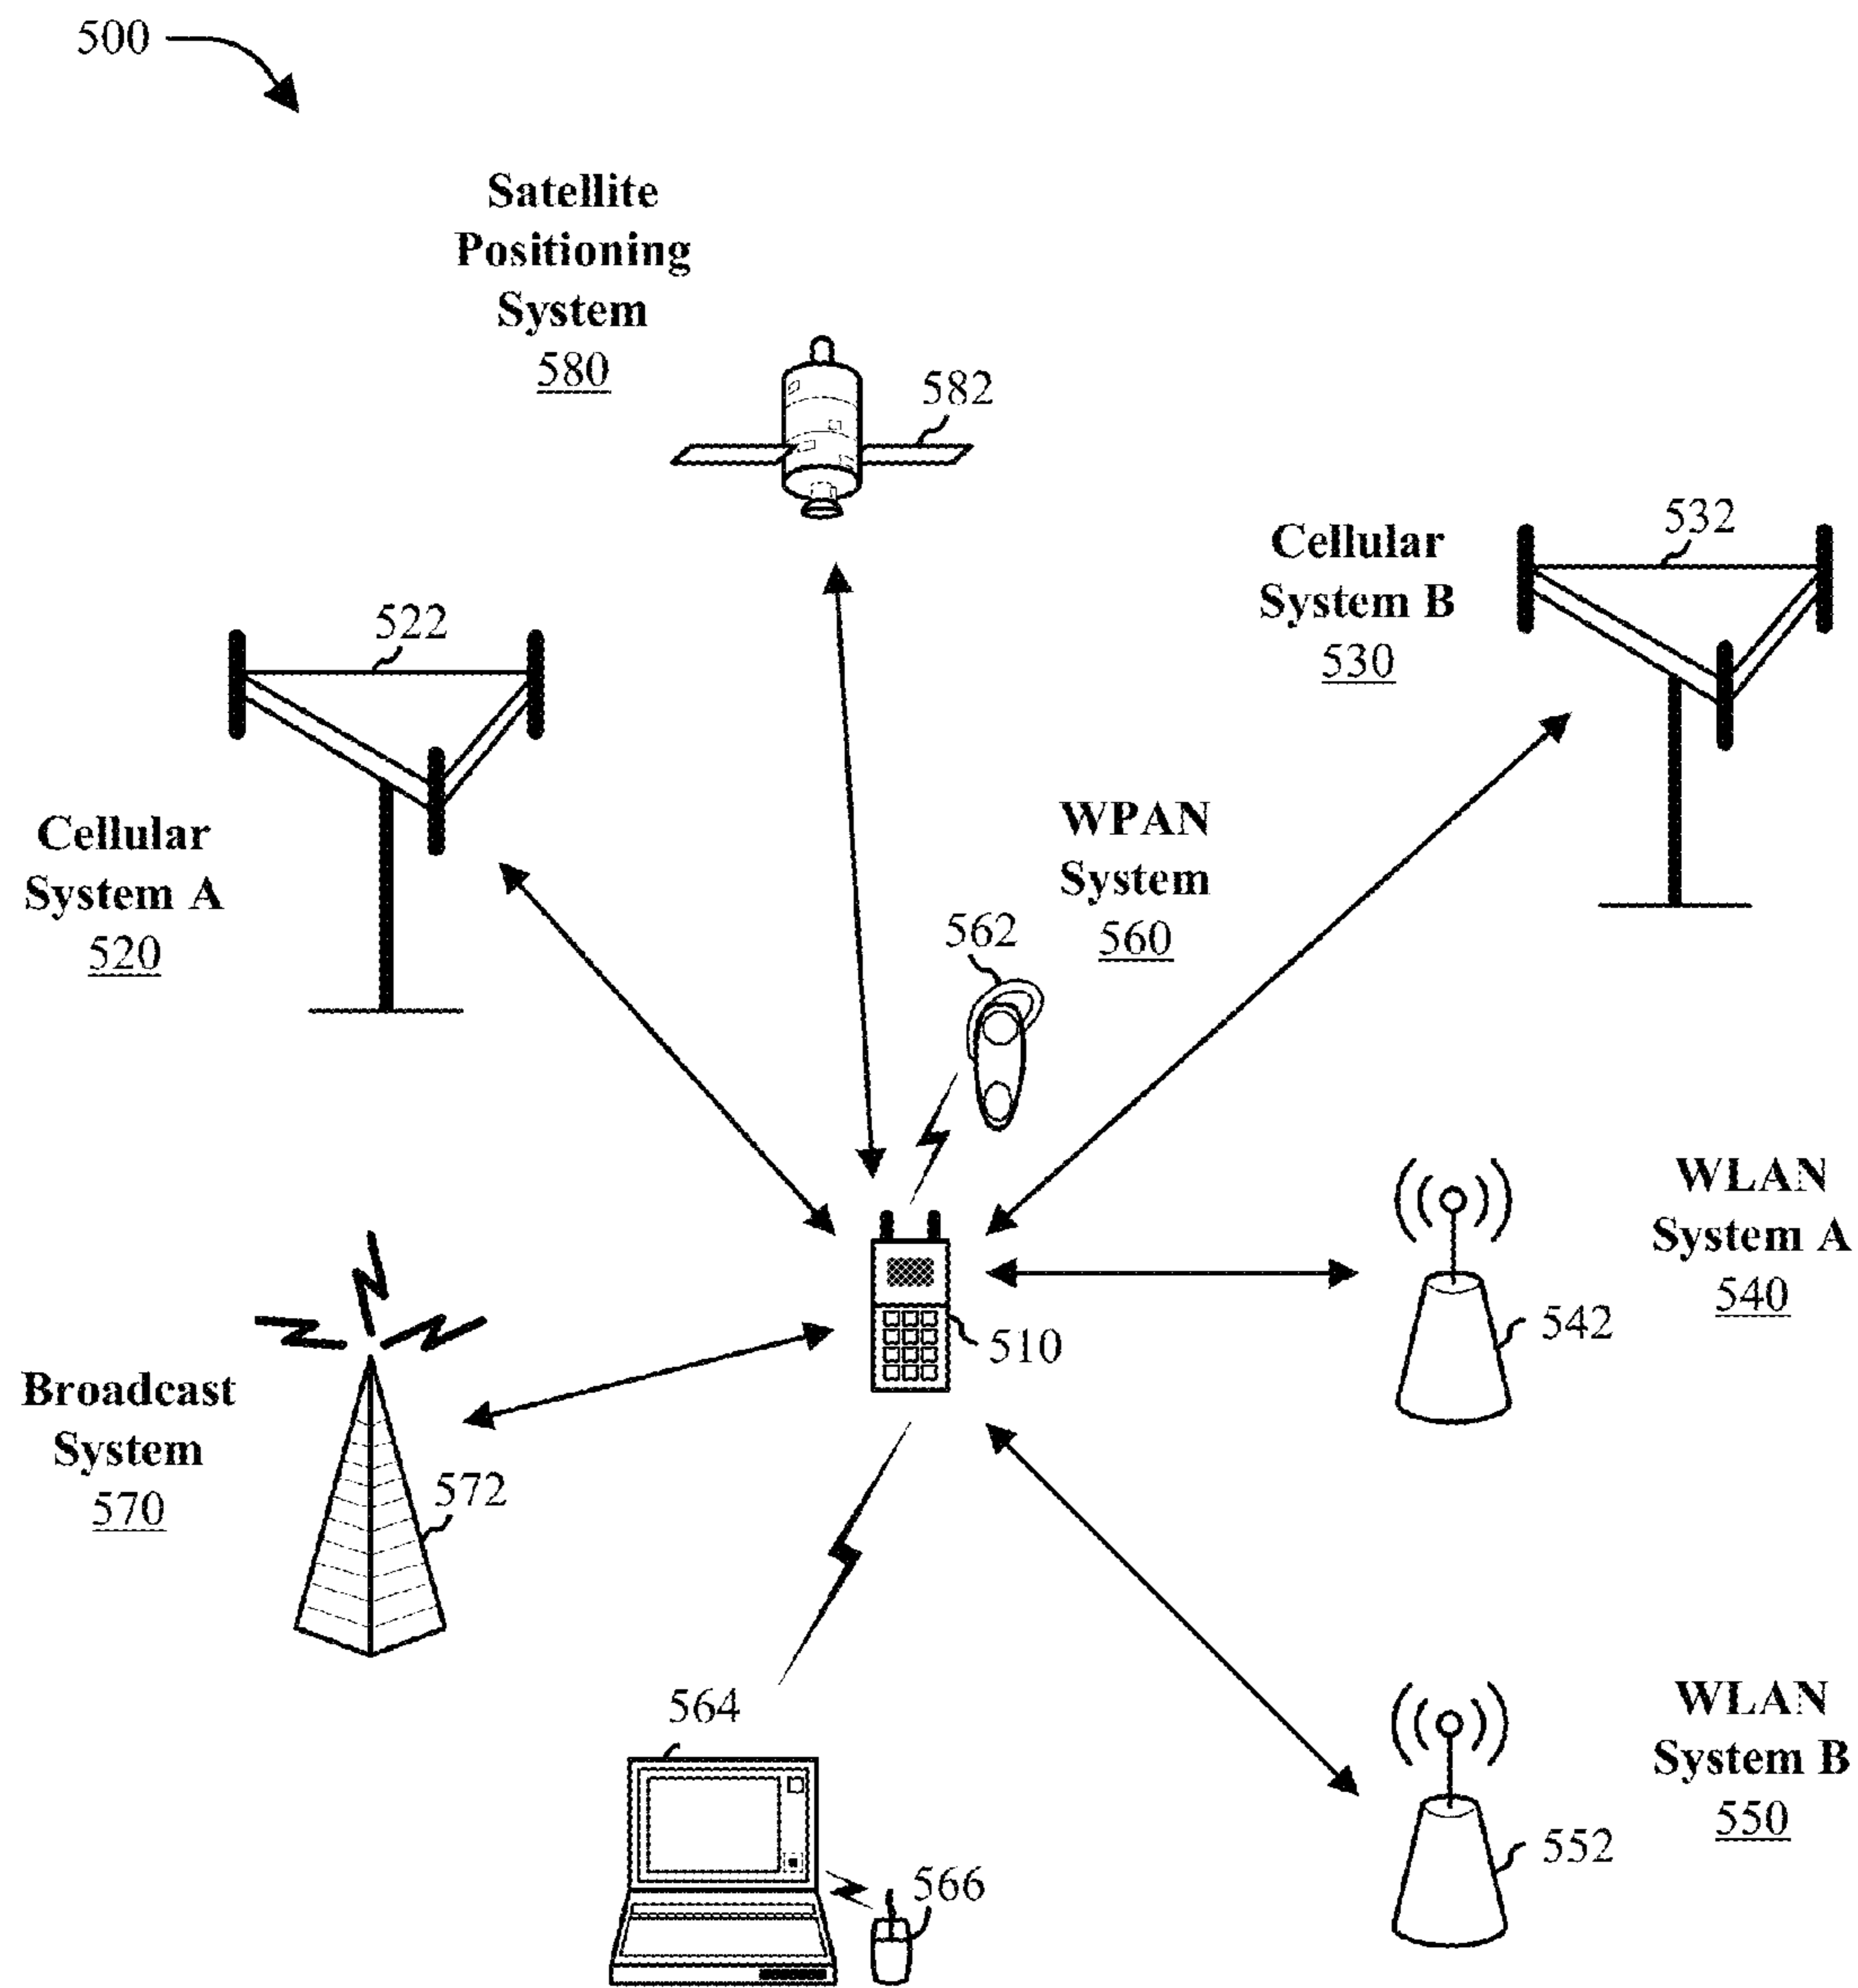 500
Satellite
Positioning
System
580
582
Cellular
System B
530
532
522
Cellular
System A
520
WPAN
System
560
562
WLAN
System A
540
542
510
Broadcast
System
570
572
564
566
WLAN
System B
550
552